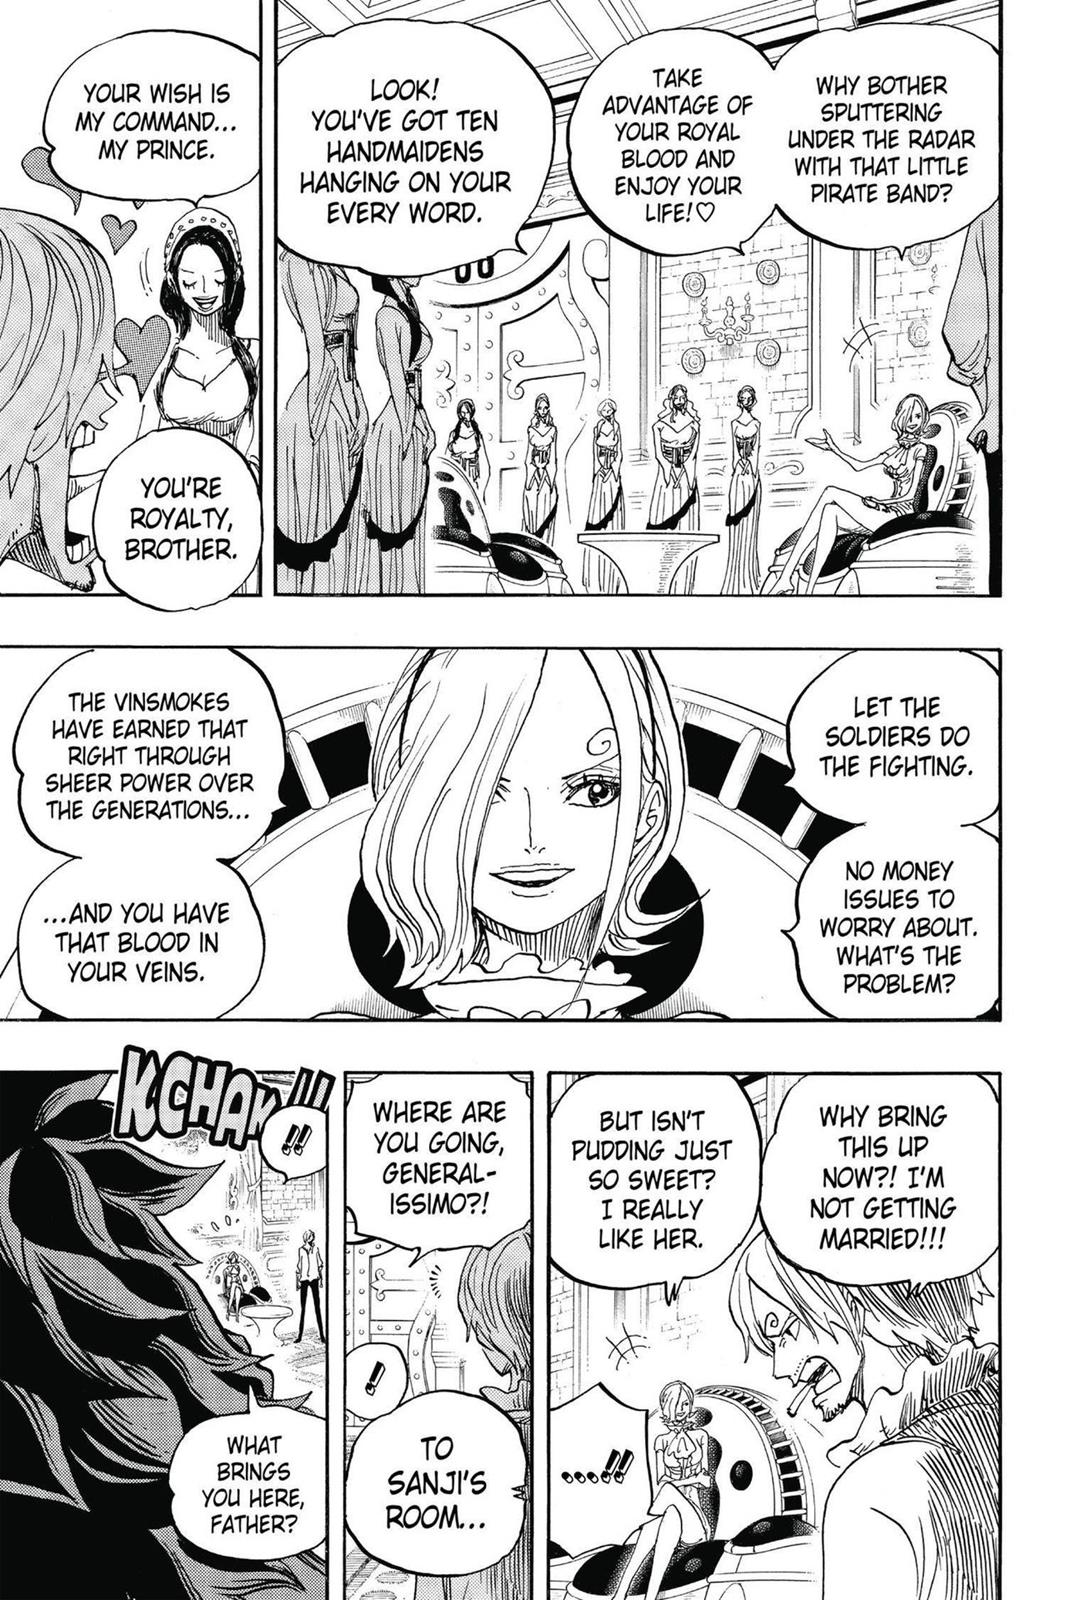 WHY BOTHER
SPUTTERING
UNDER THE RADAR
WITH THAT LITTLE
PIRATE BAND?
TAKE
ADVANTAGE OF
YOUR ROYAL
BLOOD AND
ENJOY YOUR
LIFE!♡
LOOK!
YOU'VE GOT TEN
HANDMAIDENS
HANGING ON YOUR
EVERY WORD.
YOUR WISH IS
MY COMMAND...
MY PRINCE.
YOU'RE
ROYALTY,
BROTHER.
LET THE
SOLDIERS DO
THE FIGHTING.
NO MONEY
ISSUES TO
WORRY ABOUT.
WHAT'S THE
PROBLEM?
THE VINSMOKES
HAVE EARNED THAT
RIGHT THROUGH
SHEER POWER OVER
THE GENERATIONS...
...AND YOU HAVE
THAT BLOOD IN
YOUR VEINS.
WHY BRING
THIS UP
NOW?! I'M
NOT GETTING
MARRIED!!!
BUT ISN'T
PUDDING JUST
SO SWEET?
I REALLY
LIKE HER.
....!!
WHERE ARE
YOU GOING,
GENERAL-
ISSIMO?!
!
TO
SANJI'S
ROOM...
KCHAK!!
!!
WHAT
BRINGS
YOU HERE,
FATHER?